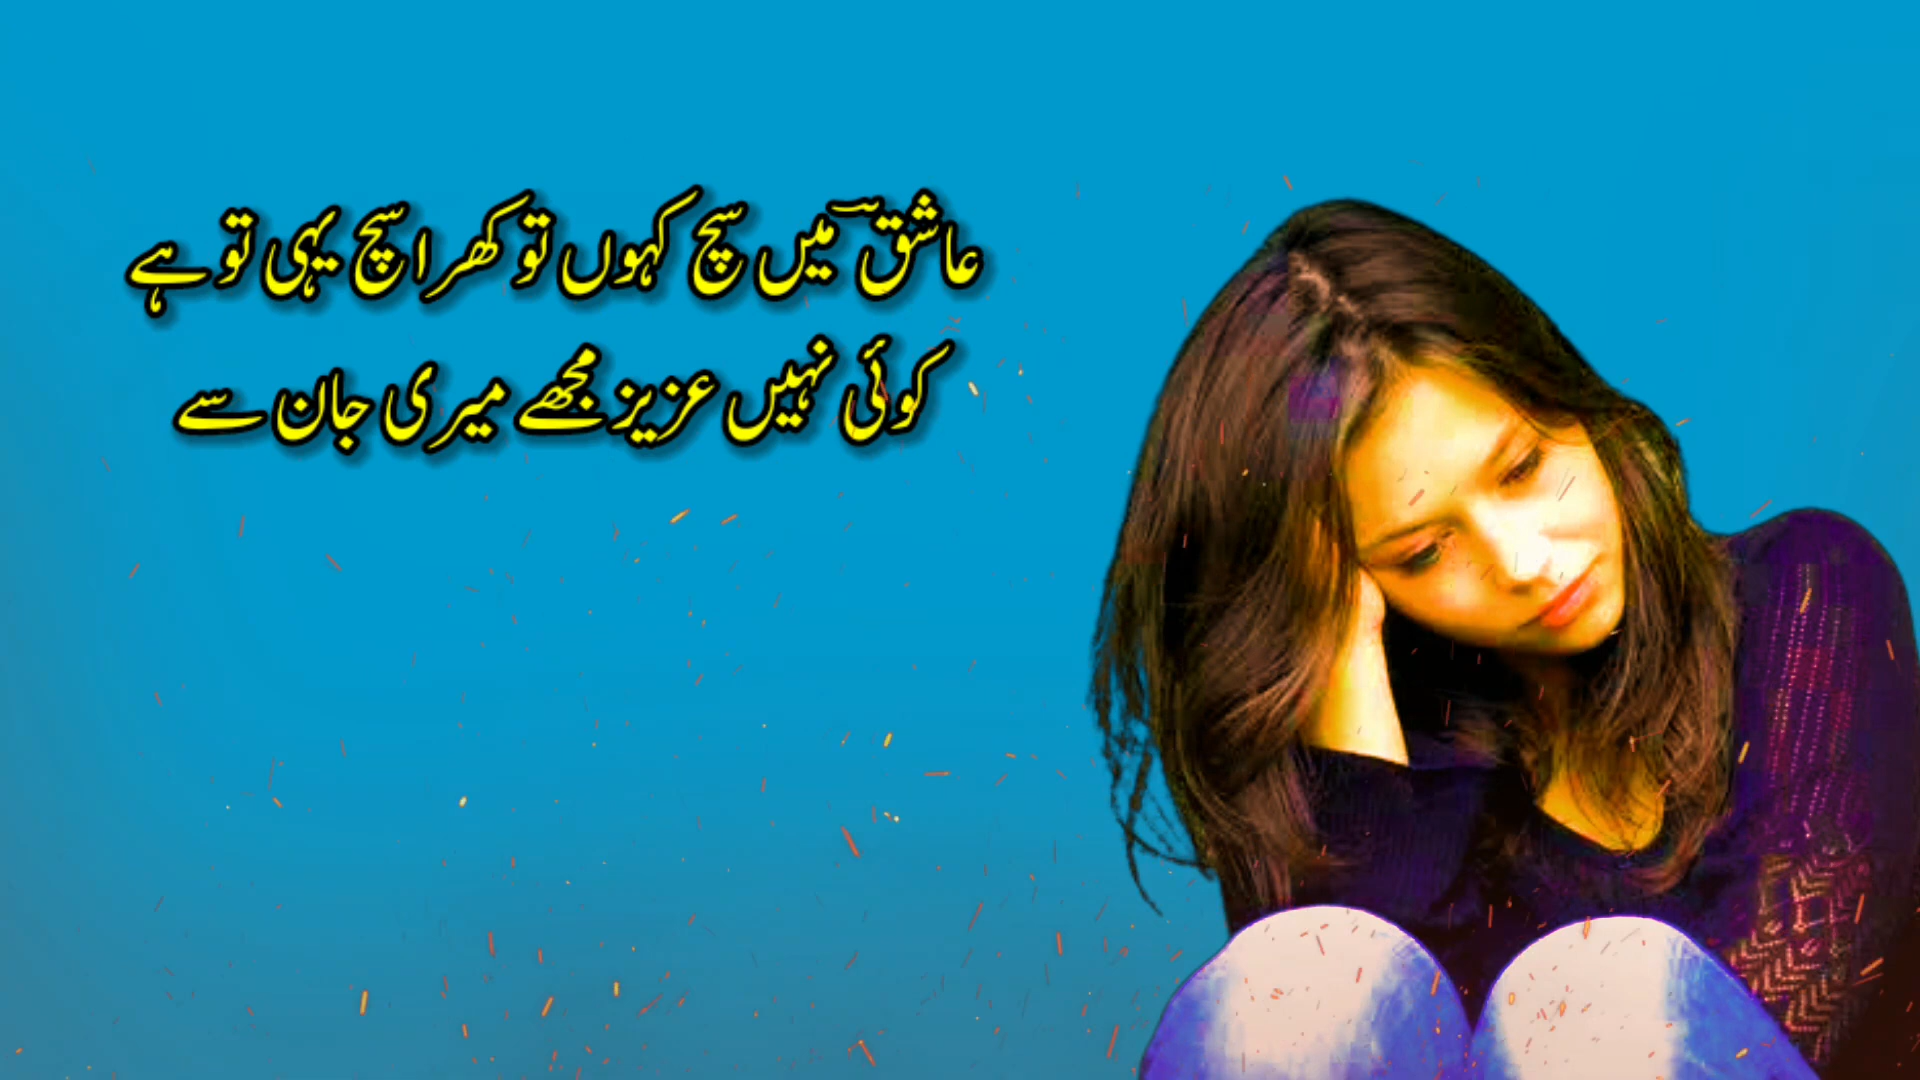 عاشقؔ میں سچ کہوں تو کھرا سچ یہی تو ہے
کوئی نہیں عزیز مجھے میری جان سے